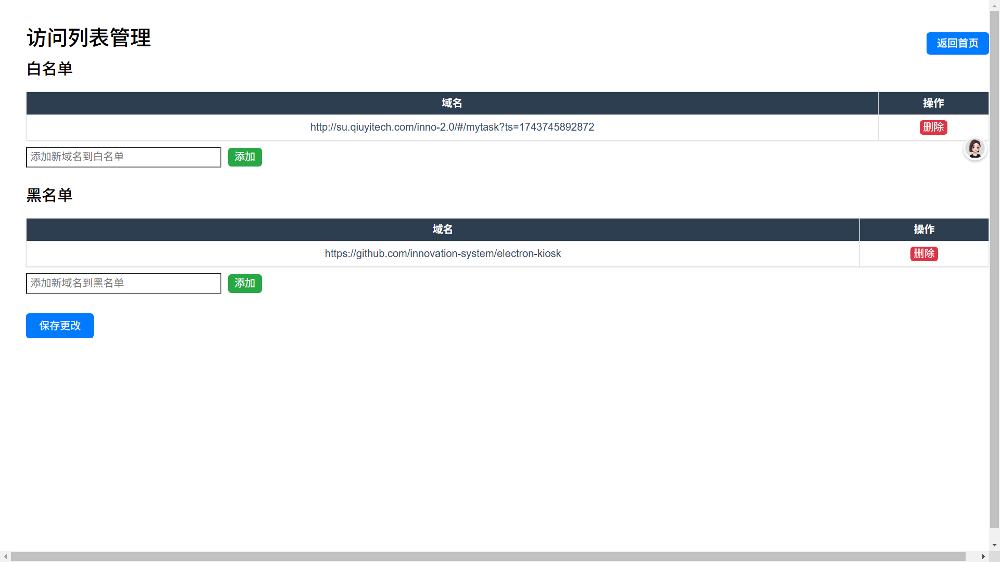 访问列表管理
返回首页
白名单
域名 操作
http://su.qiuyitech.com/inno-2.0/#/mytask?ts=1743745892872 删除
添加新域名到白名单 添加
黑名单
域名 操作
https://github.com/innovation-system/electron-kiosk 删除
添加新域名到黑名单 添加
保存更改